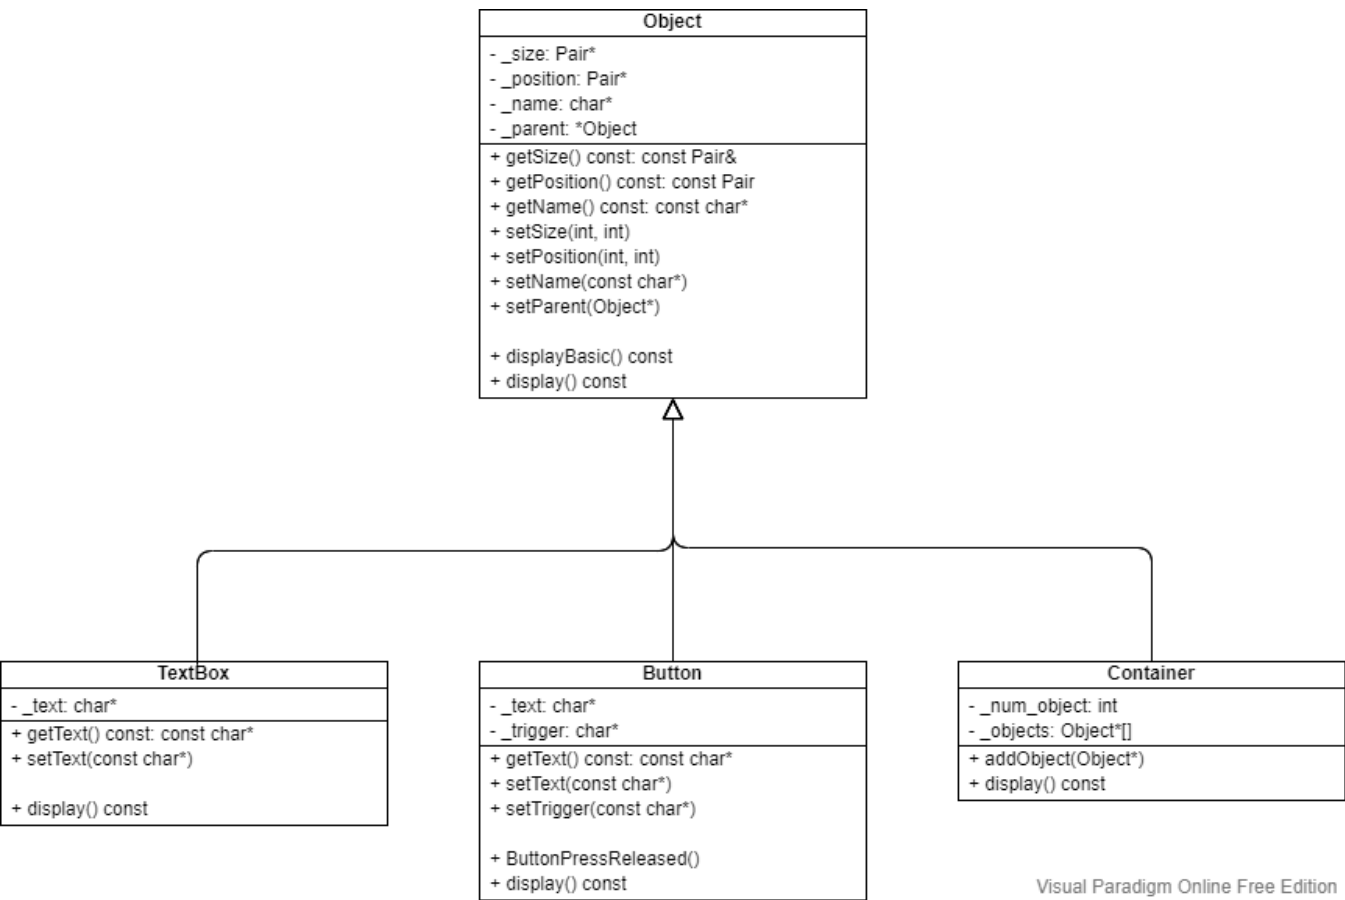 Object
- _size: Pair*
- _position: Pair*
- _name: char*
- _parent: *Object
+ getSize() const: const Pair&
+ getPosition() const: const Pair
+ getName() const: const char*
+ setSize(int, int)
+ setPosition(int, int)
+ setName(const char*)
+ setParent(Object*)
+ displayBasic() const
+ display() const
TextBox
- _text: char*
+ getText() const: const char*
+ setText(const char*)
+ display() const
Button
- _text: char*
- _trigger: char*
+ getText() const: const char*
+ setText(const char*)
+ setTrigger(const char*)
+ ButtonPressReleased()
+ display() const
Container
- _num_object: int
- _objects: Object*[]
+ addObject(Object*)
+ display() const
Visual Paradigm Online Free Edition